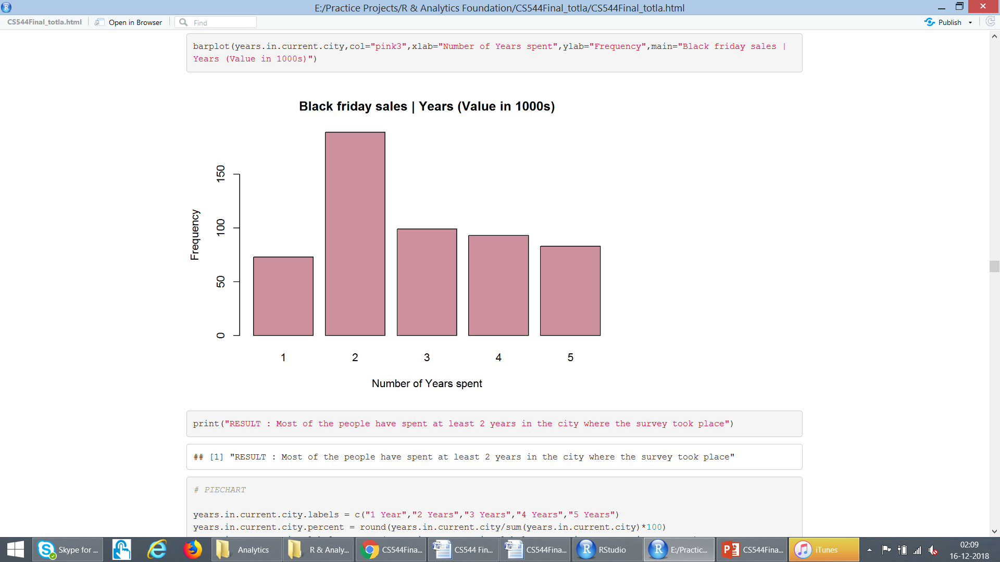 E:/Practice Projects/R & Analytics Foundation/CS544Final_totla/CS544Final_totla.html
CS544Final_totla.html
Open in Browser
Find
Publish
barplot(years.in.current.city,col="pink3",xlab="Number of Years spent",ylab="Frequency",main="Black friday sales |
Years (Value in 1000s)")
Black friday sales | Years (Value in 1000s)
Frequency
150
100
50
0
1 2 3 4 5
Number of Years spent
print("RESULT : Most of the people have spent at least 2 years in the city where the survey took place")
## [1] "RESULT : Most of the people have spent at least 2 years in the city where the survey took place"
# PIECHART
years.in.current.city.labels = c("1 Year","2 Years","3 Years","4 Years","5 Years")
years.in.current.city.percent = round(years.in.current.city/sum(years.in.current.city)*100)
Skype for ...
Analytics
R & Analy...
CS544Fina...
CS544 Fin...
CS544Fina...
RStudio
E:/Practic...
CS544Fina...
iTunes
02:09
16-12-2018